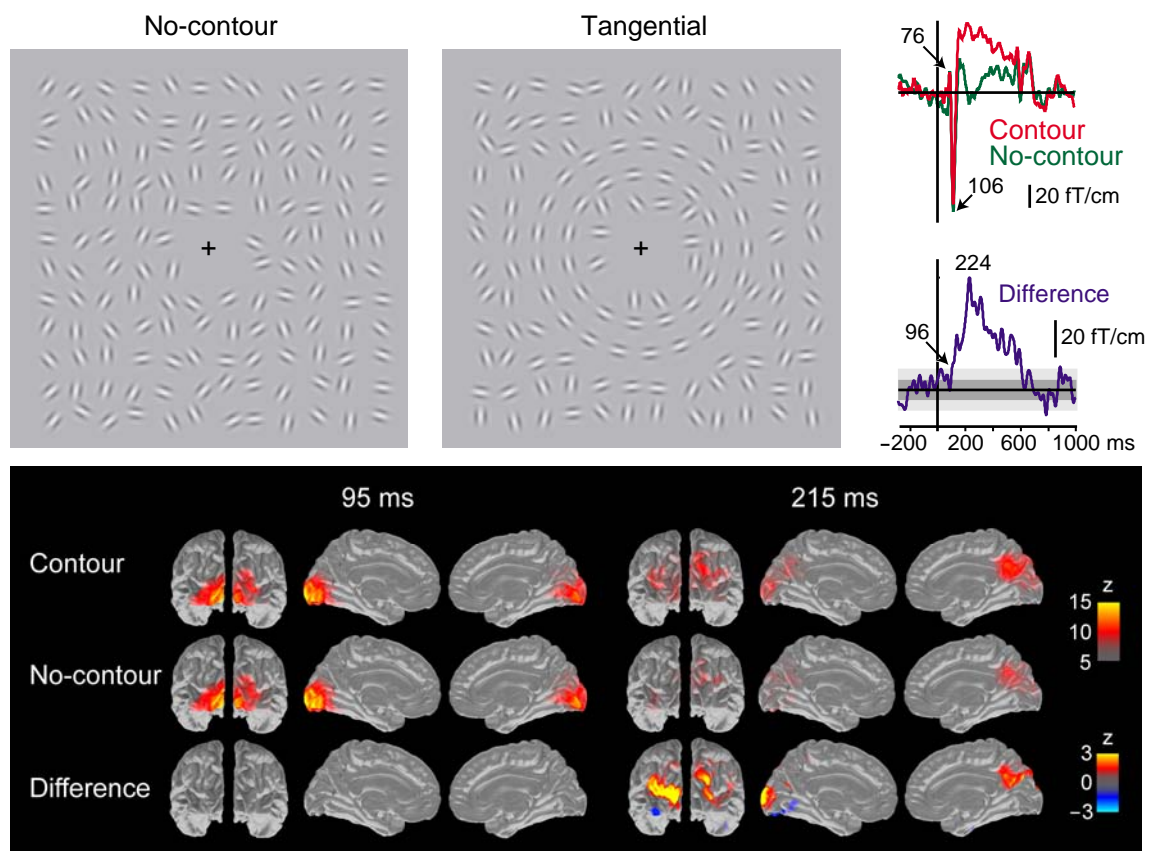 No-contour
Tangential
76
Contour
No-contour
106
20 fT/cm
224
Difference
96
20 fT/cm
−200 200 600 1000 ms
95 ms
215 ms
Contour
z
15
10
5
No-contour
Difference
z
3
0
−3